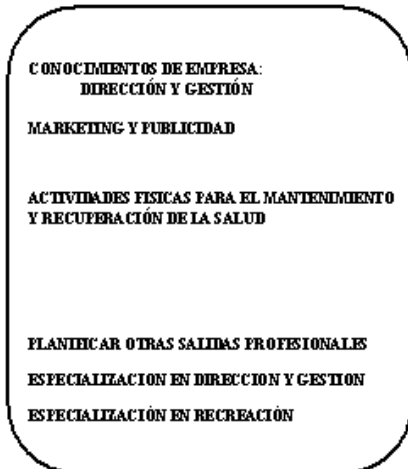 CONOCIMIENTOS DE EMPRESA:
DIRECCIÓN Y GESTIÓN
MARKETING Y PUBLICIDAD
ACTIVIDADES FISICAS PARA EL MANTENIMIENTO
Y RECUPERACIÓN DE LA SALUD
PLANIFICAR OTRAS SALIDAS PROFESIONALES
ESPECIALIZACION EN DIRECCION Y GESTION
ESPECIALIZACIÓN EN RECREACIÓN